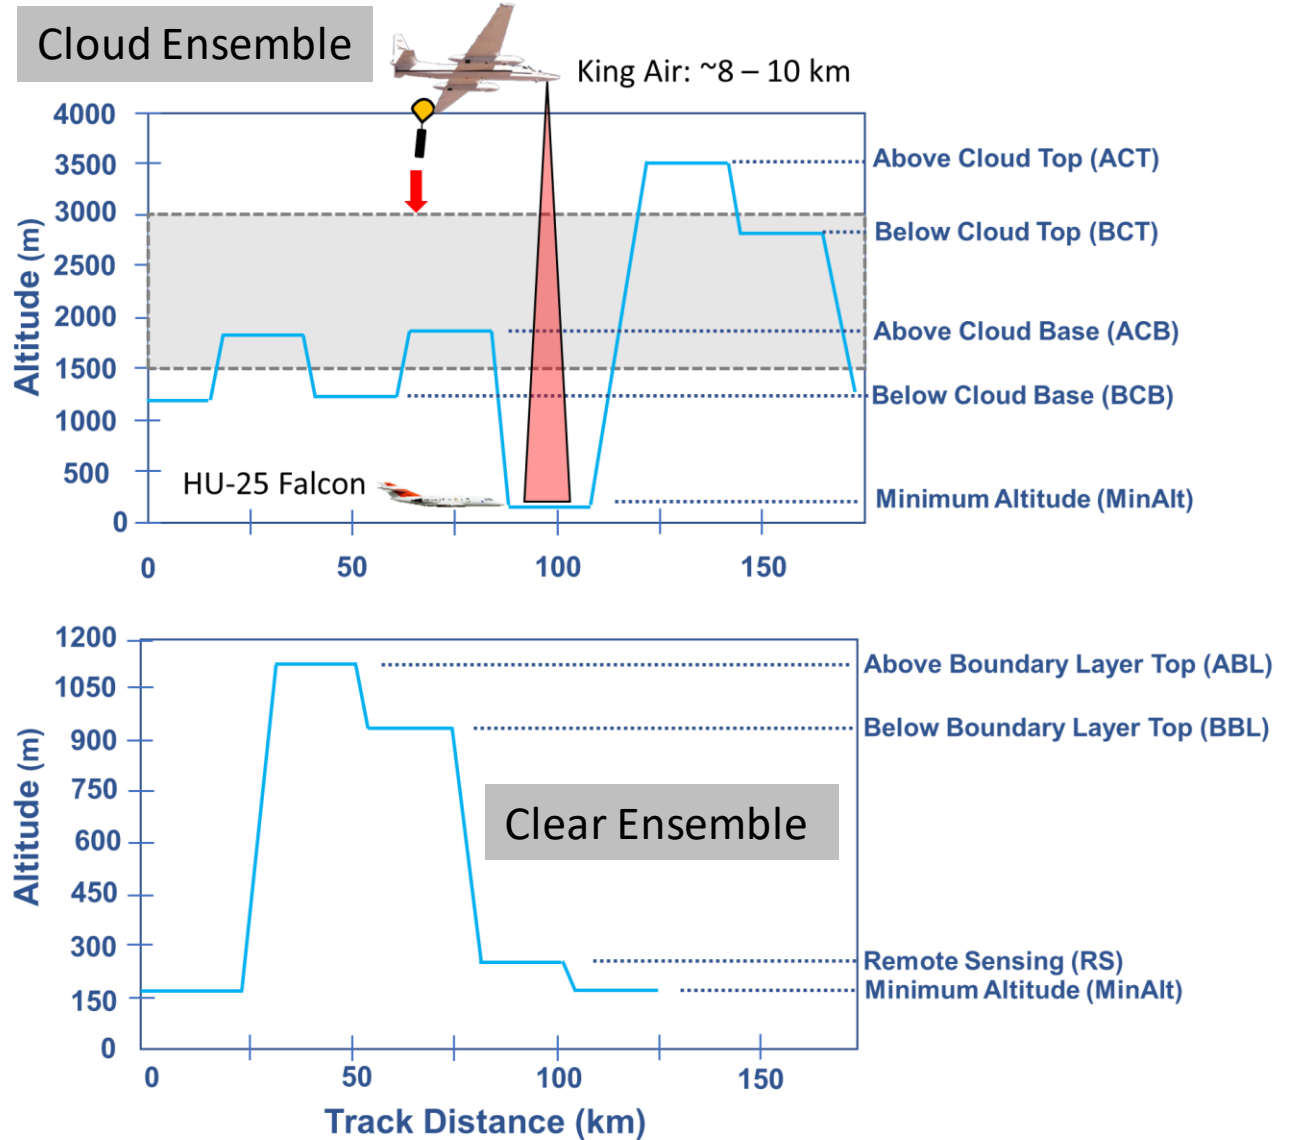 Cloud Ensemble
King Air: ~8 – 10 km
4000
3500
3000
2500
2000
1500
1000
500
0
Altitude (m)
Above Cloud Top (ACT)
Below Cloud Top (BCT)
Above Cloud Base (ACB)
Below Cloud Base (BCB)
HU-25 Falcon
Minimum Altitude (MinAlt)
0 50 100 150
1200
1050
900
750
600
450
300
150
0
Altitude (m)
Above Boundary Layer Top (ABL)
Below Boundary Layer Top (BBL)
Clear Ensemble
Remote Sensing (RS)
Minimum Altitude (MinAlt)
0 50 100 150
Track Distance (km)